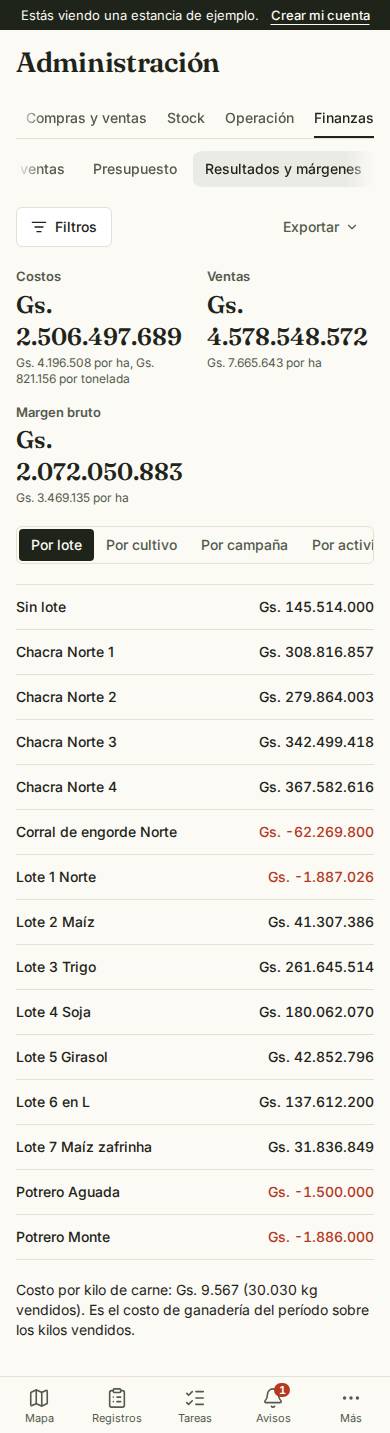 Estás viendo una estancia de ejemplo. Crear mi cuenta
Administración
Compras y ventas Stock Operación Finanzas
ventas Presupuesto Resultados y márgenes
Filtros Exportar
Costos Ventas
Gs. Gs.
2.506.497.689 4.578.548.572
Gs. 4.196.508 por ha, Gs. Gs. 7.665.643 por ha
821.156 por tonelada
Margen bruto
Gs.
2.072.050.883
Gs. 3.469.135 por ha
Por lote Por cultivo Por campaña Por activi
Sin lote Gs. 145.514.000
Chacra Norte 1 Gs. 308.816.857
Chacra Norte 2 Gs. 279.864.003
Chacra Norte 3 Gs. 342.499.418
Chacra Norte 4 Gs. 367.582.616
Corral de engorde Norte Gs. -62.269.800
Lote 1 Norte Gs. -1.887.026
Lote 2 Maíz Gs. 41.307.386
Lote 3 Trigo Gs. 261.645.514
Lote 4 Soja Gs. 180.062.070
Lote 5 Girasol Gs. 42.852.796
Lote 6 en L Gs. 137.612.200
Lote 7 Maíz zafrinha Gs. 31.836.849
Potrero Aguada Gs. -1.500.000
Potrero Monte Gs. -1.886.000
Costo por kilo de carne: Gs. 9.567 (30.030 kg
vendidos). Es el costo de ganadería del período sobre
los kilos vendidos.
1
Mapa Registros Tareas Avisos Más